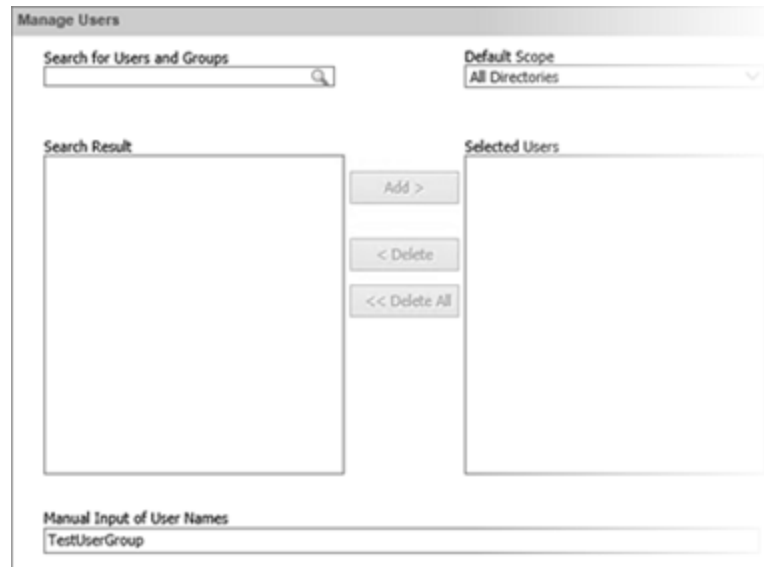 Manage Users
Search for Users and Groups
Default Scope
All Directories
Search Result
Selected Users
Add >
< Delete
<< Delete All
Manual Input of User Names
TestUserGroup